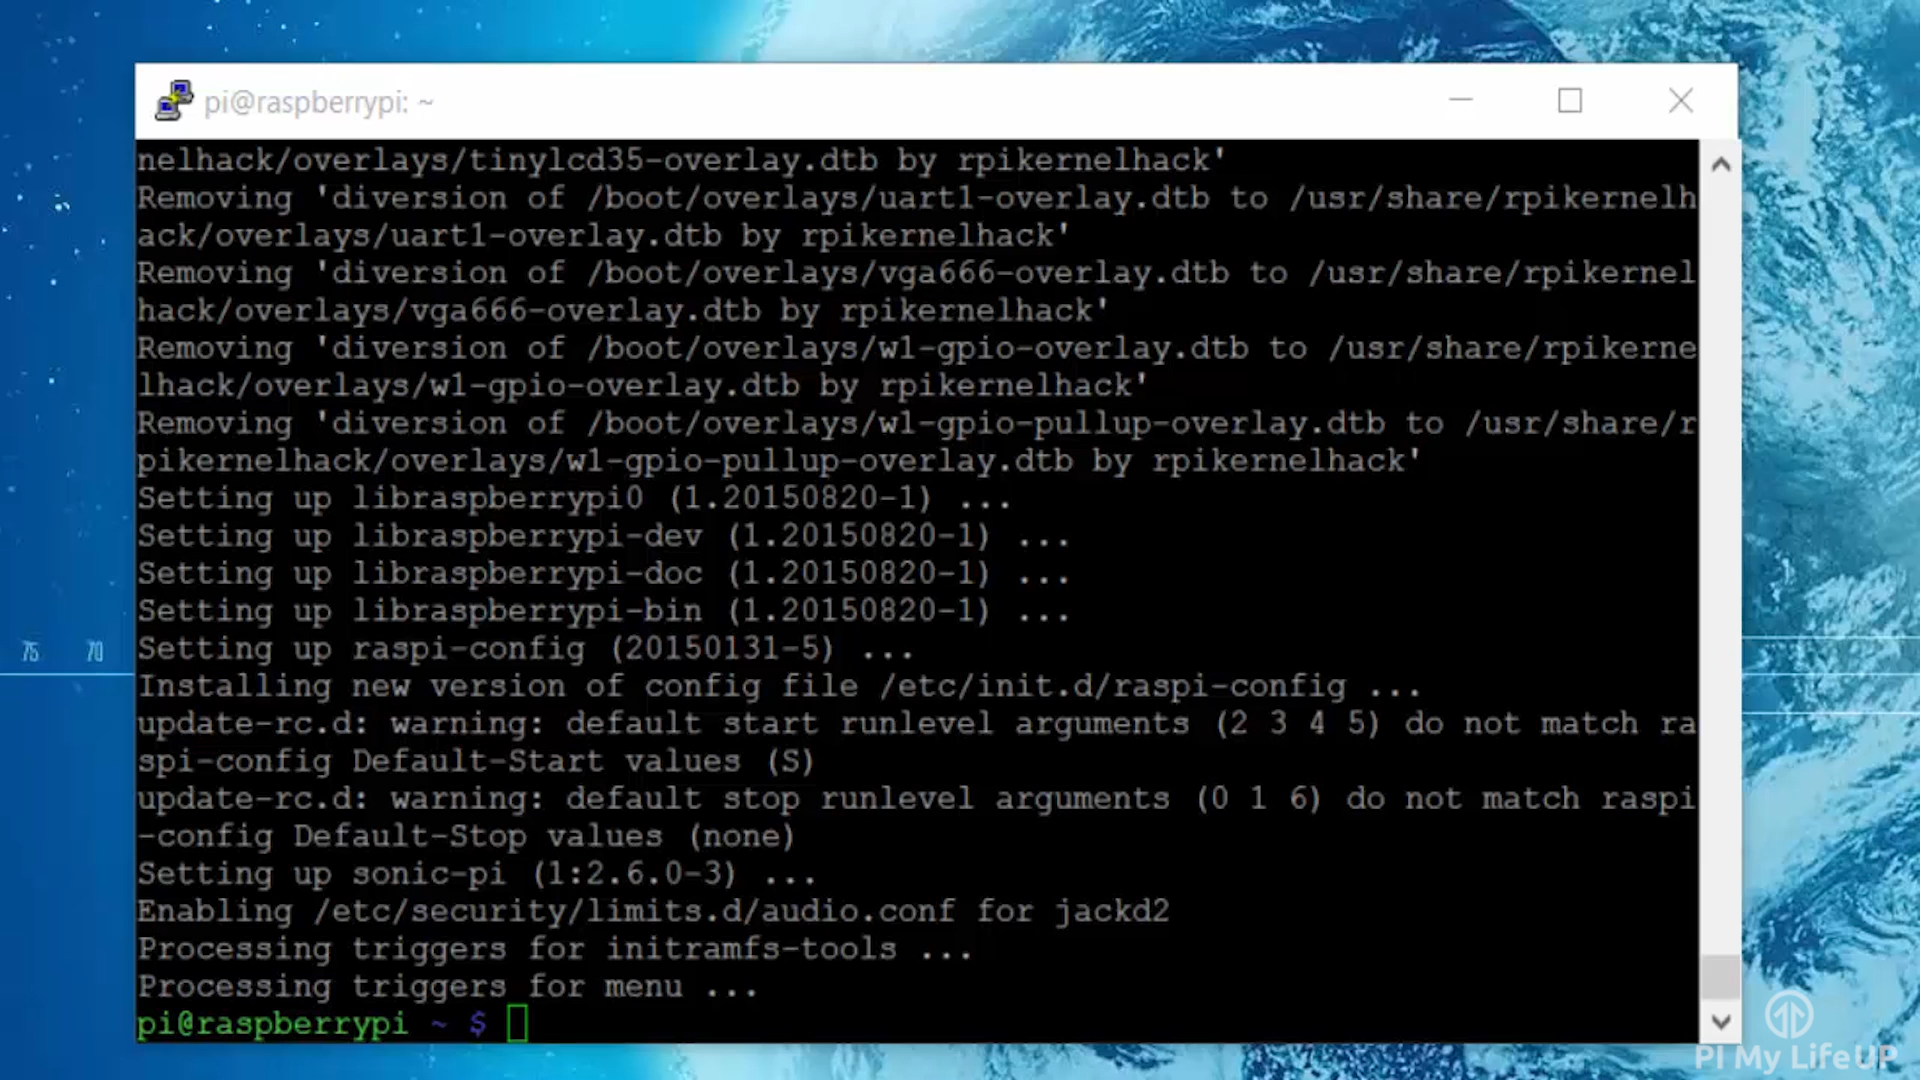 pi@raspberrypi: ~
nelhack/overlays/tinylcd35-overlay.dtb by rpikernelhack'
Removing 'diversion of /boot/overlays/uart1-overlay.dtb to /usr/share/rpikernelh
ack/overlays/uart1-overlay.dtb by rpikernelhack'
Removing 'diversion of /boot/overlays/vga666-overlay.dtb to /usr/share/rpikernel
hack/overlays/vga666-overlay.dtb by rpikernelhack'
Removing 'diversion of /boot/overlays/w1-gpio-overlay.dtb to /usr/share/rpikerne
lhack/overlays/w1-gpio-overlay.dtb by rpikernelhack'
Removing 'diversion of /boot/overlays/w1-gpio-pullup-overlay.dtb to /usr/share/r
pikernelhack/overlays/w1-gpio-pullup-overlay.dtb by rpikernelhack'
Setting up libraspberrypi0 (1.20150820-1) ...
Setting up libraspberrypi-dev (1.20150820-1) ...
Setting up libraspberrypi-doc (1.20150820-1) ...
Setting up libraspberrypi-bin (1.20150820-1) ...
75 70
Setting up raspi-config (20150131-5) ...
Installing new version of config file /etc/init.d/raspi-config ...
update-rc.d: warning: default start runlevel arguments (2 3 4 5) do not match ra
spi-config Default-Start values (S)
update-rc.d: warning: default stop runlevel arguments (0 1 6) do not match raspi
-config Default-Stop values (none)
Setting up sonic-pi (1:2.6.0-3) ...
Enabling /etc/security/limits.d/audio.conf for jackd2
Processing triggers for initramfs-tools ...
Processing triggers for menu ...
pi@raspberrypi ~ $
PI My LifeUP